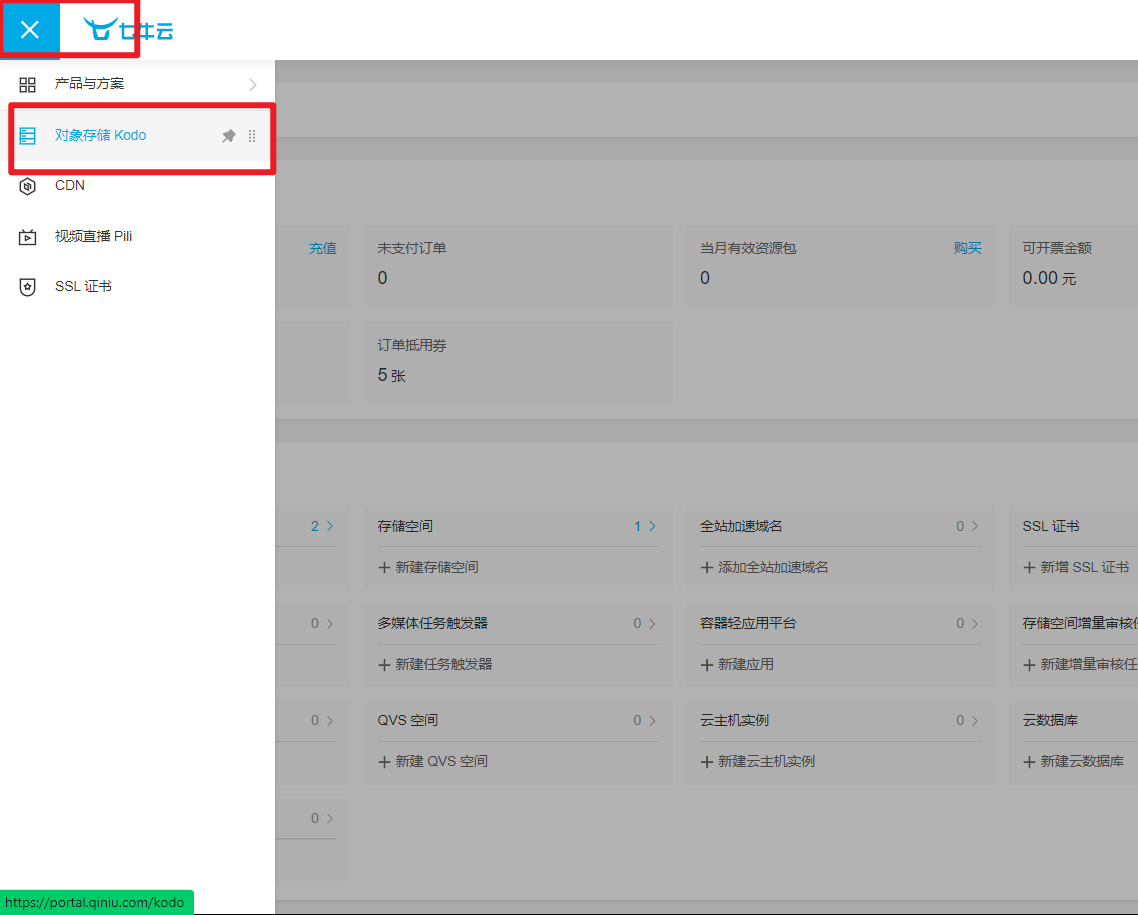 七牛云
产品与方案
对象存储 Kodo
CDN
视频直播 Pili
SSL 证书
充值
未支付订单
0
当月有效资源包
购买
0
可开票金额
0.00 元
订单抵用券
5 张
2
存储空间
1
新建存储空间
全站加速域名
0
添加全站加速域名
SSL 证书
新增 SSL 证书
0
多媒体任务触发器
0
新建任务触发器
容器轻应用平台
0
新建应用
存储空间增量审核任
新建增量审核任
0
QVS 空间
0
新建 QVS 空间
云主机实例
0
新建云主机实例
云数据库
新建云数据库
0
https://portal.qiniu.com/kodo